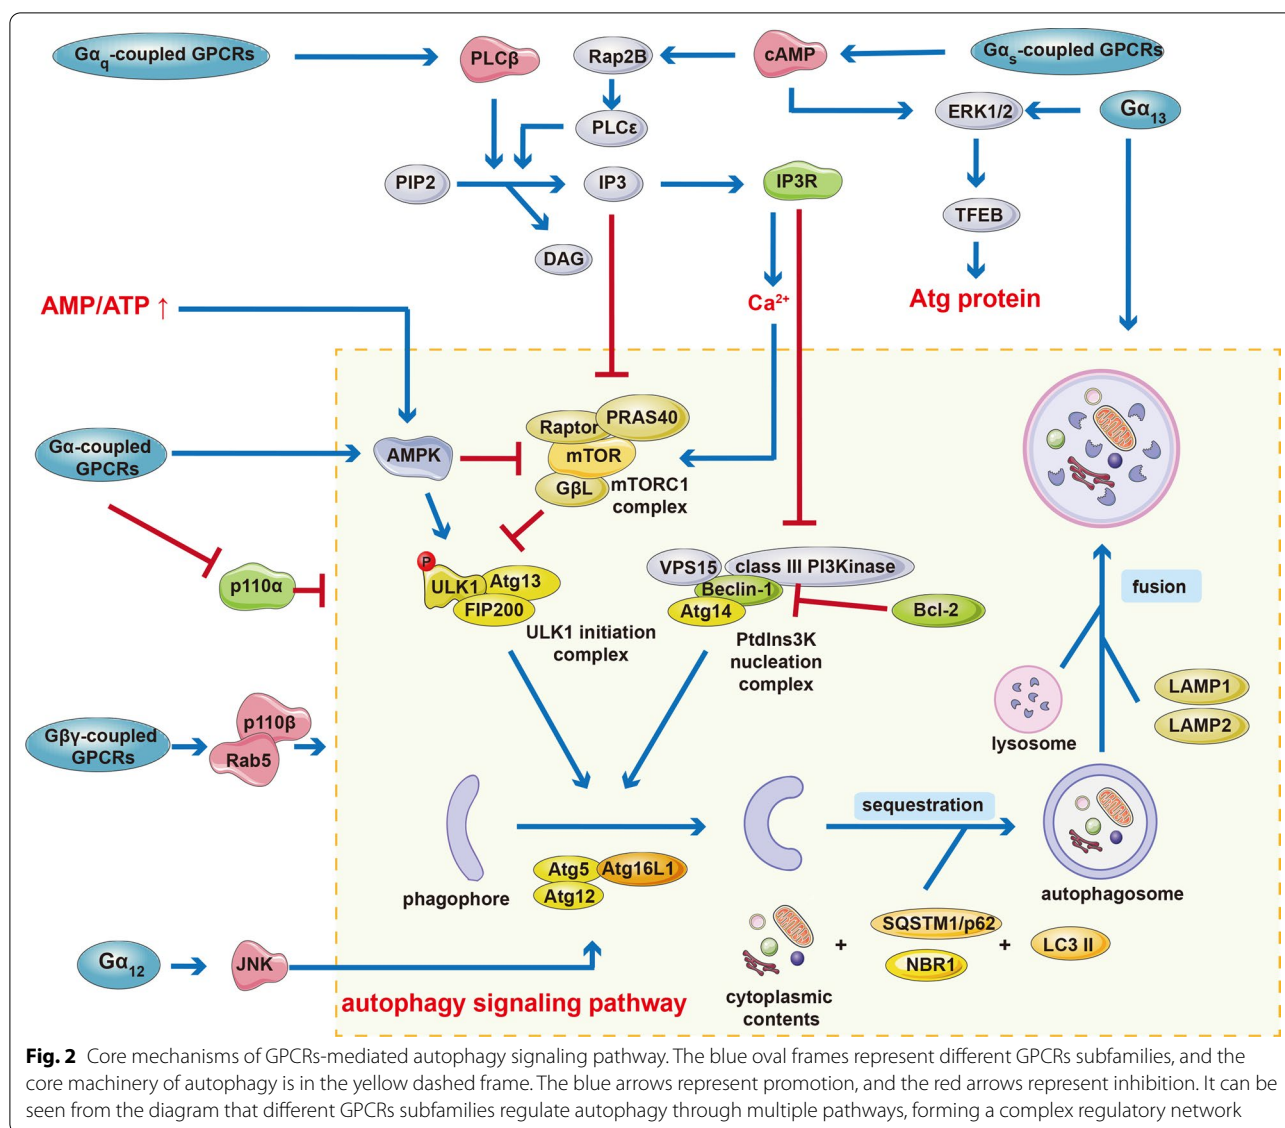 Gαq-coupled GPCRs
PLCβ
Rap2B
cAMP
Gαs-coupled GPCRs
PLCε
ERK1/2
Gα13
PIP2
IP3
IP3R
TFEB
DAG
AMP/ATP ↑
Ca2+
Atg protein
Raptor
PRAS40
Gα-coupled
GPCRs
AMPK
mTOR
GβL
mTORC1
complex
p110α
P
ULK1
Atg13
FIP200
ULK1 initiation
complex
VPS15
class III PI3Kinase
Beclin-1
Atg14
Bcl-2
PtdIns3K
nucleation
complex
fusion
lysosome
LAMP1
LAMP2
Gβγ-coupled
GPCRs
p110β
Rab5
phagophore
Atg5
Atg16L1
Atg12
sequestration
autophagosome
SQSTM1/p62
+
+
LC3 II
NBR1
cytoplasmic
contents
Gα12
JNK
autophagy signaling pathway
Fig. 2 Core mechanisms of GPCRs-mediated autophagy signaling pathway. The blue oval frames represent different GPCRs subfamilies, and the
core machinery of autophagy is in the yellow dashed frame. The blue arrows represent promotion, and the red arrows represent inhibition. It can be
seen from the diagram that different GPCRs subfamilies regulate autophagy through multiple pathways, forming a complex regulatory network